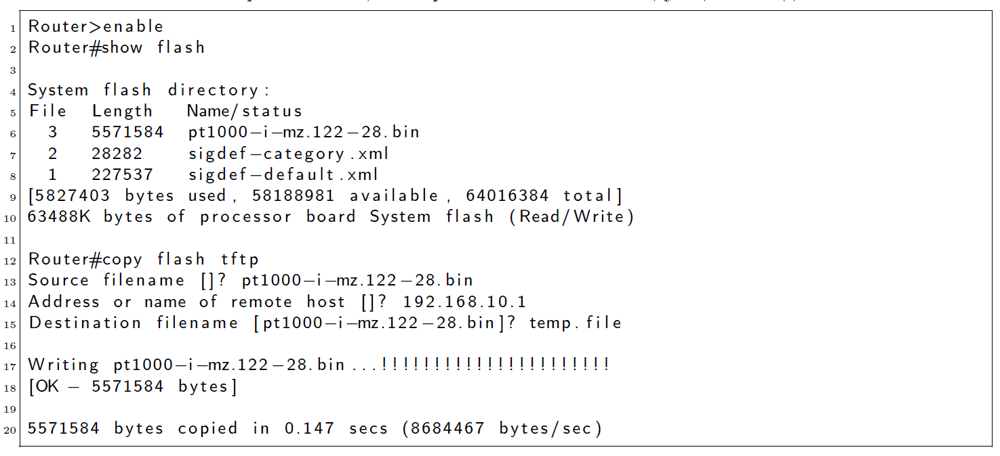 1 Router>enable
2 Router#show flash
3
4 System flash directory:
5 File Length Name/status
6 3 5571584 pt1000-i-mz.122-28.bin
7 2 28282 sigdef-category.xml
8 1 227537 sigdef-default.xml
9 [5827403 bytes used, 58188981 available, 64016384 total]
10 63488K bytes of processor board System flash (Read/Write)
11
12 Router#copy flash tftp
13 Source filename []? pt1000-i-mz.122-28.bin
14 Address or name of remote host []? 192.168.10.1
15 Destination filename [pt1000-i-mz.122-28.bin]? temp.file
16
17 Writing pt1000-i-mz.122-28.bin...!!!!!!!!!!!!!!!!!!!!!!
18 [OK - 5571584 bytes]
19
20 5571584 bytes copied in 0.147 secs (8684467 bytes/sec)